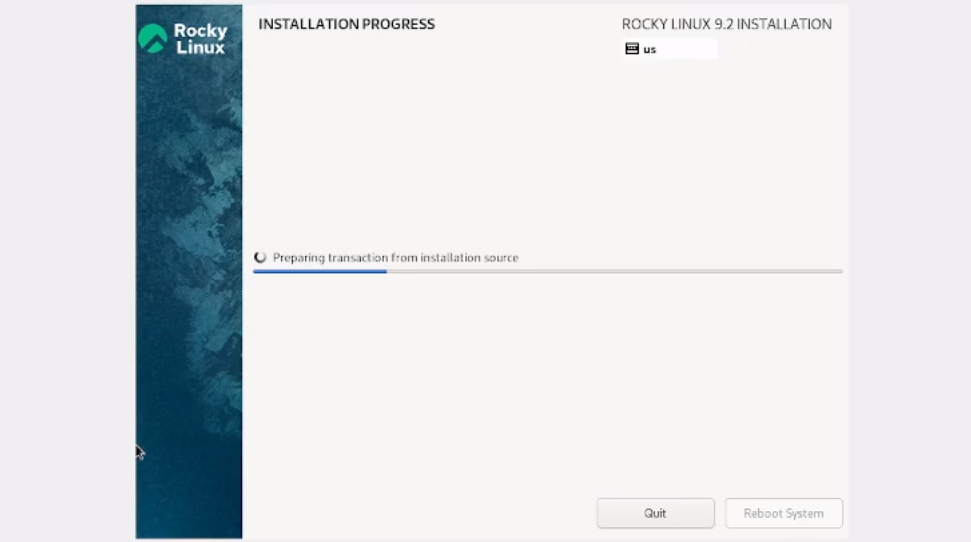 Rocky
Linux
INSTALLATION PROGRESS
ROCKY LINUX 9.2 INSTALLATION
us
Preparing transaction from installation source
Quit
Reboot System